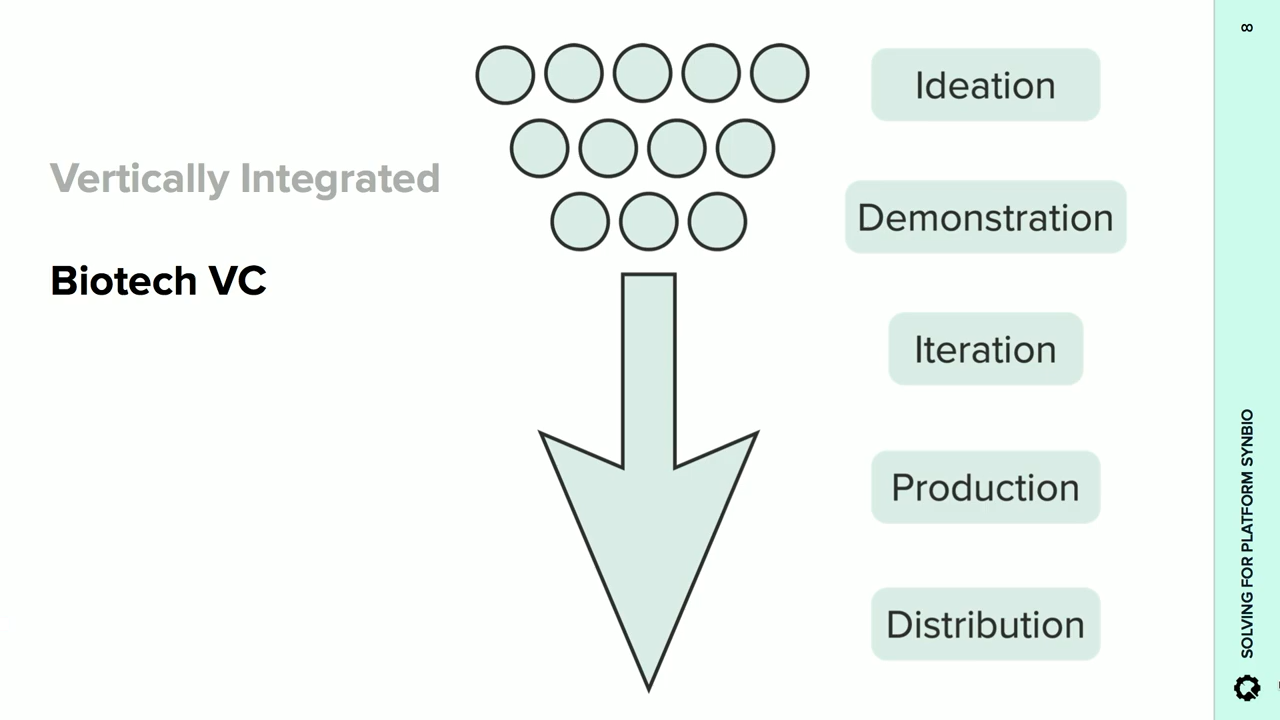 Vertically Integrated
Biotech VC
Ideation
Demonstration
Iteration
Production
Distribution
8
SOLVING FOR PLATFORM SYNBIO